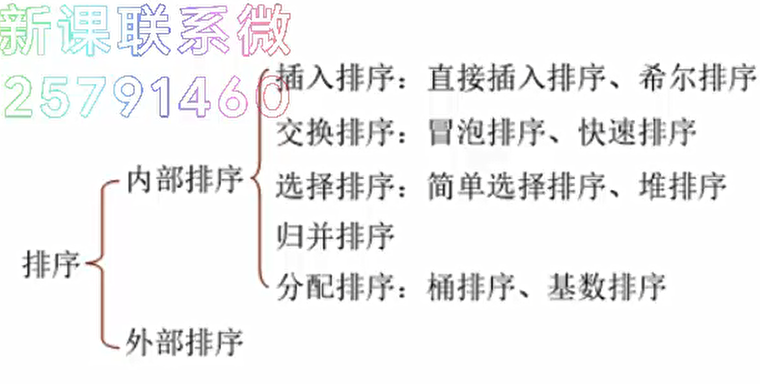 新课联系微
25791460
插入排序：直接插入排序、希尔排序
交换排序：冒泡排序、快速排序
内部排序
选择排序：简单选择排序、堆排序
归并排序
排序
分配排序：桶排序、基数排序
外部排序